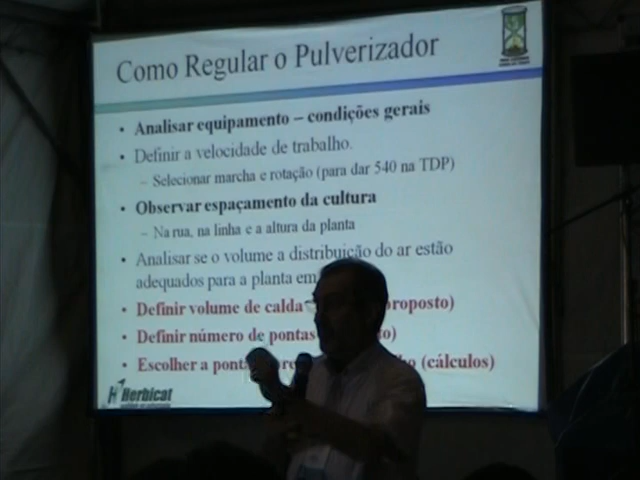 Como Regular o Pulverizador
• Analisar equipamento – condições gerais
• Definir a velocidade de trabalho.
– Selecionar marcha e rotação (para dar 540 na TDP)
• Observar espaçamento da cultura
– Na rua, na linha e a altura da planta
• Analisar se o volume a distribuição do ar estão
adequados para a planta em
• Definir volume de calda roposto)
• Definir número de pontas o)
• Escolher a ponta (cálculos)
Herbicat